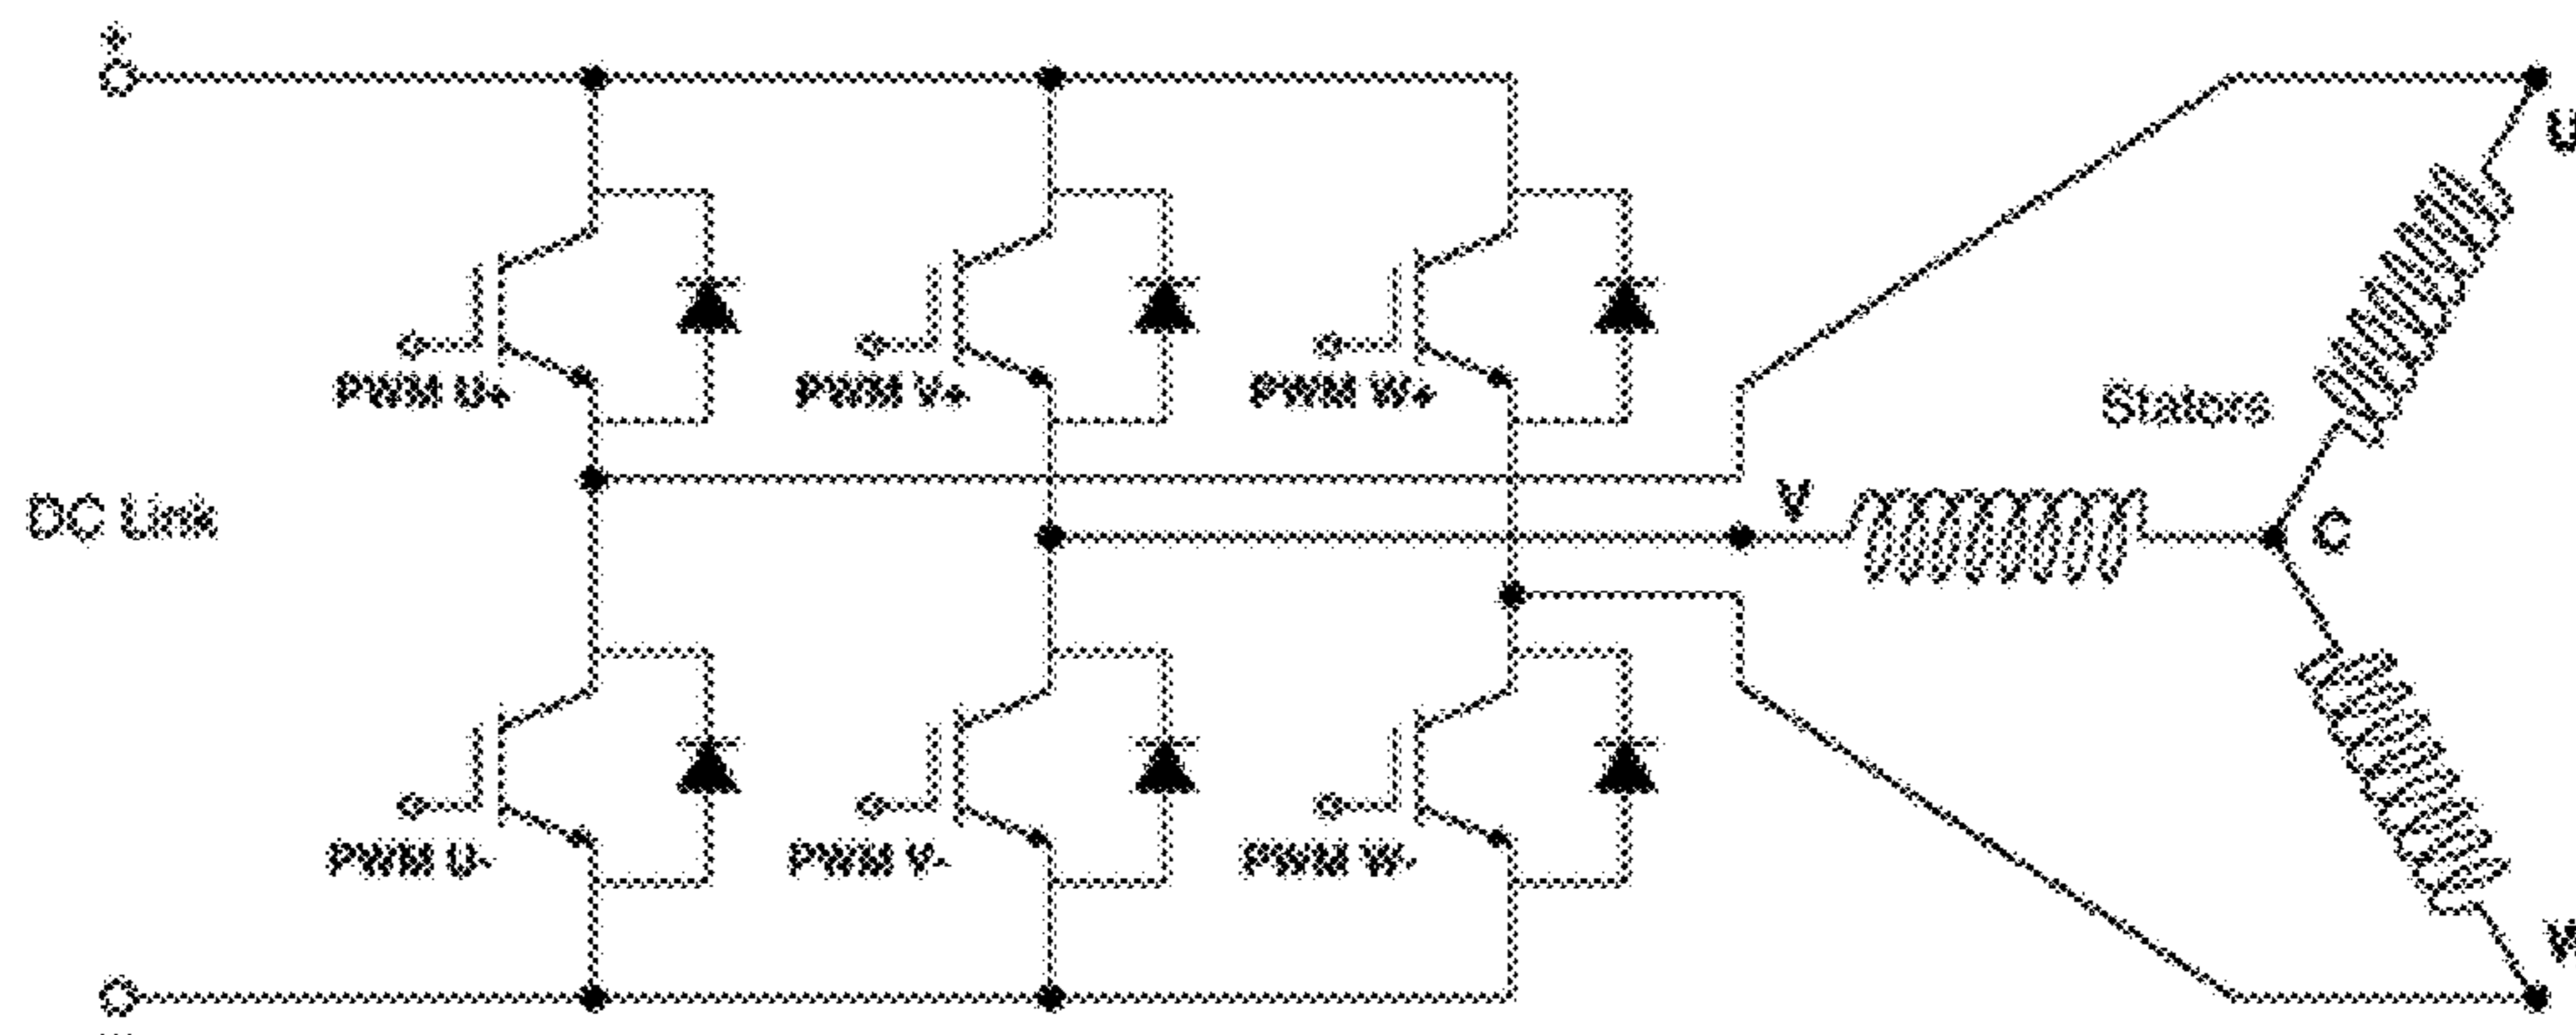 +
U
PWM U+
PWM V+
PWM W+
Stators
DC Link
V
C
PWM U-
PWM V-
PWM W-
W